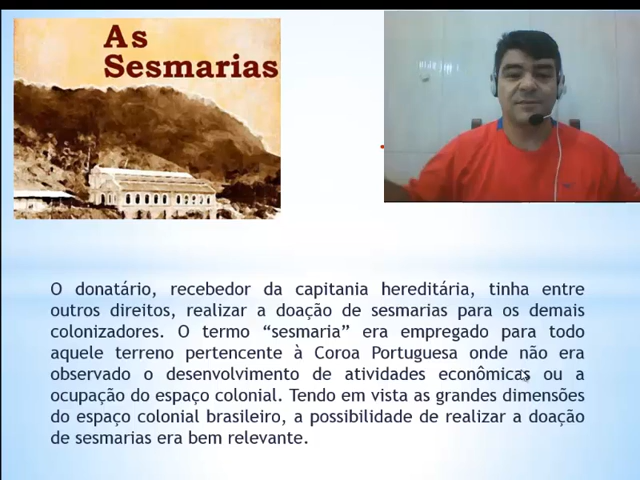 As
Sesmarias
O donatário, recebedor da capitania hereditária, tinha entre
outros direitos, realizar a doação de sesmarias para os demais
colonizadores. O termo “sesmaria” era empregado para todo
aquele terreno pertencente à Coroa Portuguesa onde não era
observado o desenvolvimento de atividades econômicas ou a
ocupação do espaço colonial. Tendo em vista as grandes dimensões
do espaço colonial brasileiro, a possibilidade de realizar a doação
de sesmarias era bem relevante.